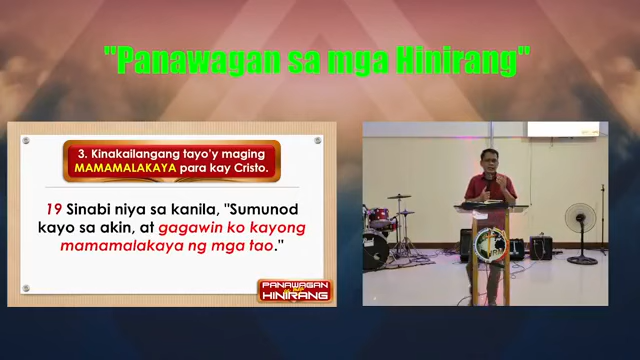 "Panawagan sa mga Hinirang"
3. Kinakailangang tayo'y maging
MAMAMALAKAYA para kay Cristo.
19 Sinabi niya sa kanila, "Sumunod
kayo sa akin, at gagawin ko kayong
mamamalakaya ng mga tao."
PANAWAGAN
HINIRANG